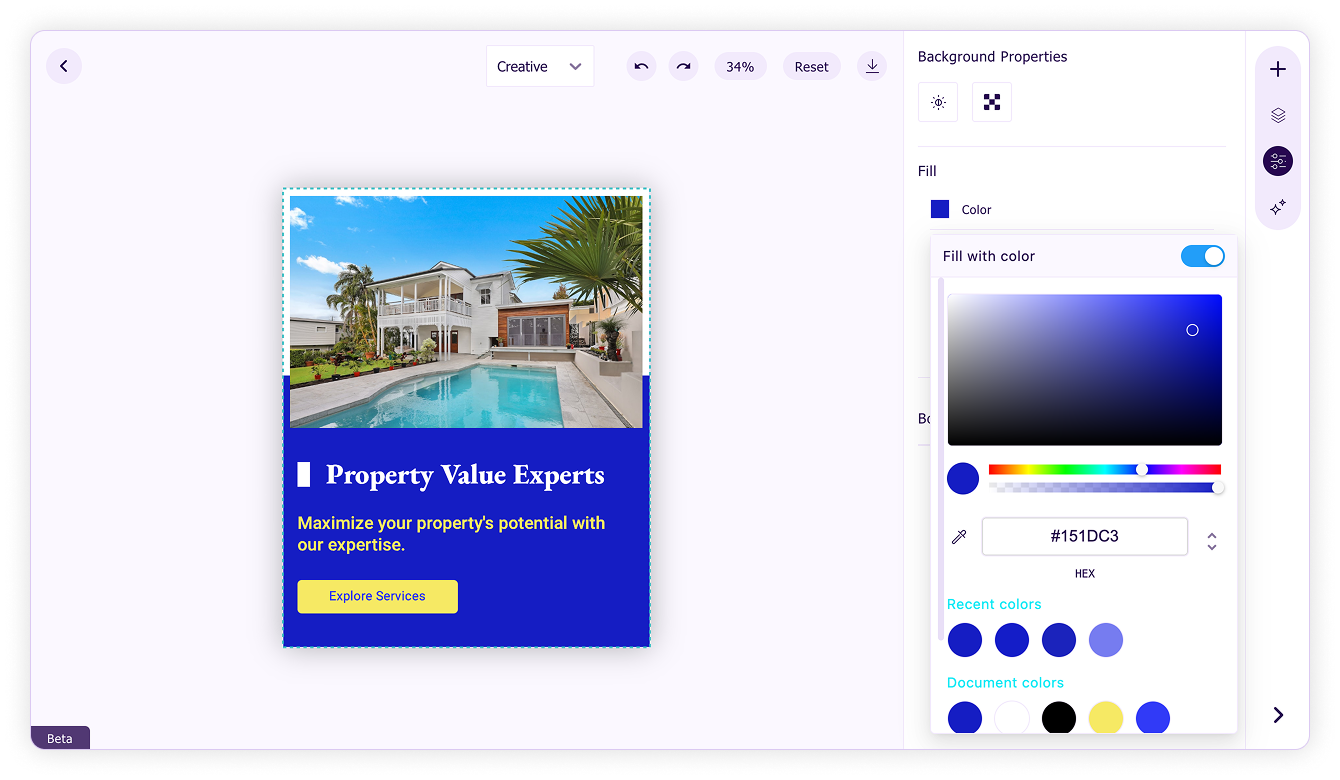 Creative
34%
Reset
Background Properties
Fill
Color
Fill with color
#151DC3
HEX
Recent colors
Document colors
Property Value Experts
Maximize your property's potential with
our expertise.
Explore Services
Beta